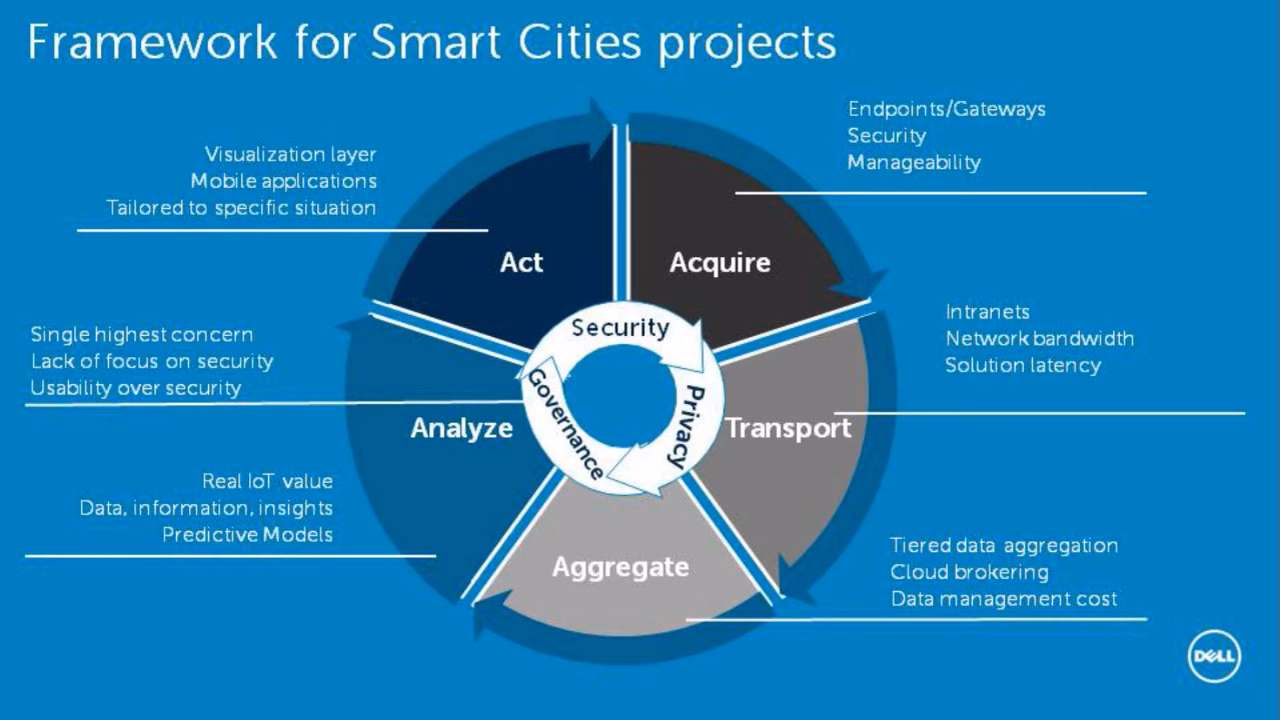 Framework for Smart Cities projects
Endpoints/Gateways
Security
Manageability
Visualization layer
Mobile applications
Tailored to specific situation
Act
Acquire
Intranets
Network bandwidth
Solution latency
Single highest concern
Lack of focus on security
Usability over security
Security
Privacy
Governance
Analyze
Transport
Real IoT value
Data, information, insights
Predictive Models
Aggregate
Tiered data aggregation
Cloud brokering
Data management cost
DELL